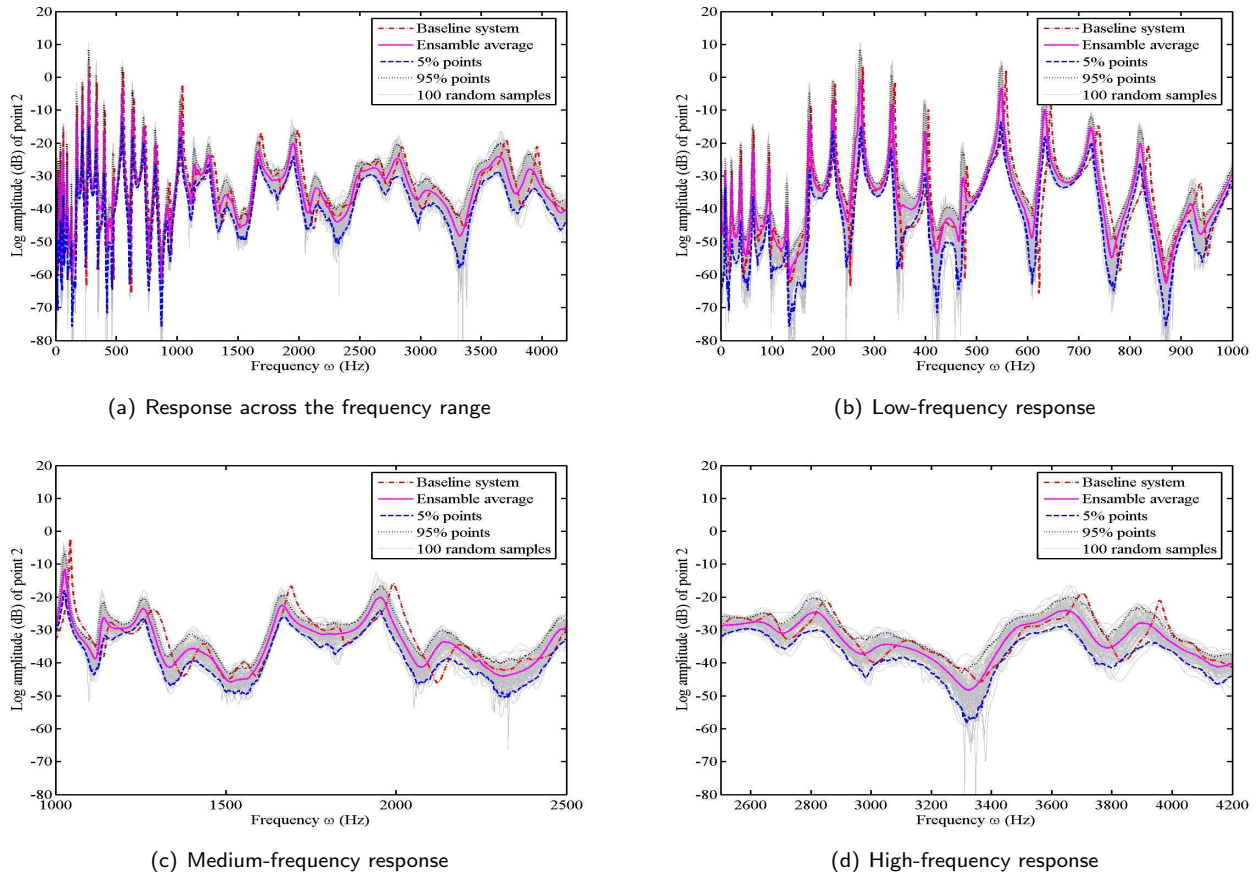 20
10
0
-10
-20
-30
-40
-50
-60
-70
-80
0 500 1000 1500 2000 2500 3000 3500 4000
Log amplitude (dB) of point 2
Frequency ω (Hz)
Baseline system
Ensamble average
5% points
95% points
100 random samples
(a) Response across the frequency range
20
10
0
-10
-20
-30
-40
-50
-60
-70
-80
0 100 200 300 400 500 600 700 800 900 1000
Log amplitude (dB) of point 2
Frequency ω (Hz)
Baseline system
Ensamble average
5% points
95% points
100 random samples
(b) Low-frequency response
20
10
0
-10
-20
-30
-40
-50
-60
-70
-80
1000 1500 2000 2500
Log amplitude (dB) of point 2
Frequency ω (Hz)
Baseline system
Ensamble average
5% points
95% points
100 random samples
(c) Medium-frequency response
20
10
0
-10
-20
-30
-40
-50
-60
-70
-80
2600 2800 3000 3200 3400 3600 3800 4000 4200
Log amplitude (dB) of point 2
Frequency ω (Hz)
Baseline system
Ensamble average
5% points
95% points
100 random samples
(d) High-frequency response